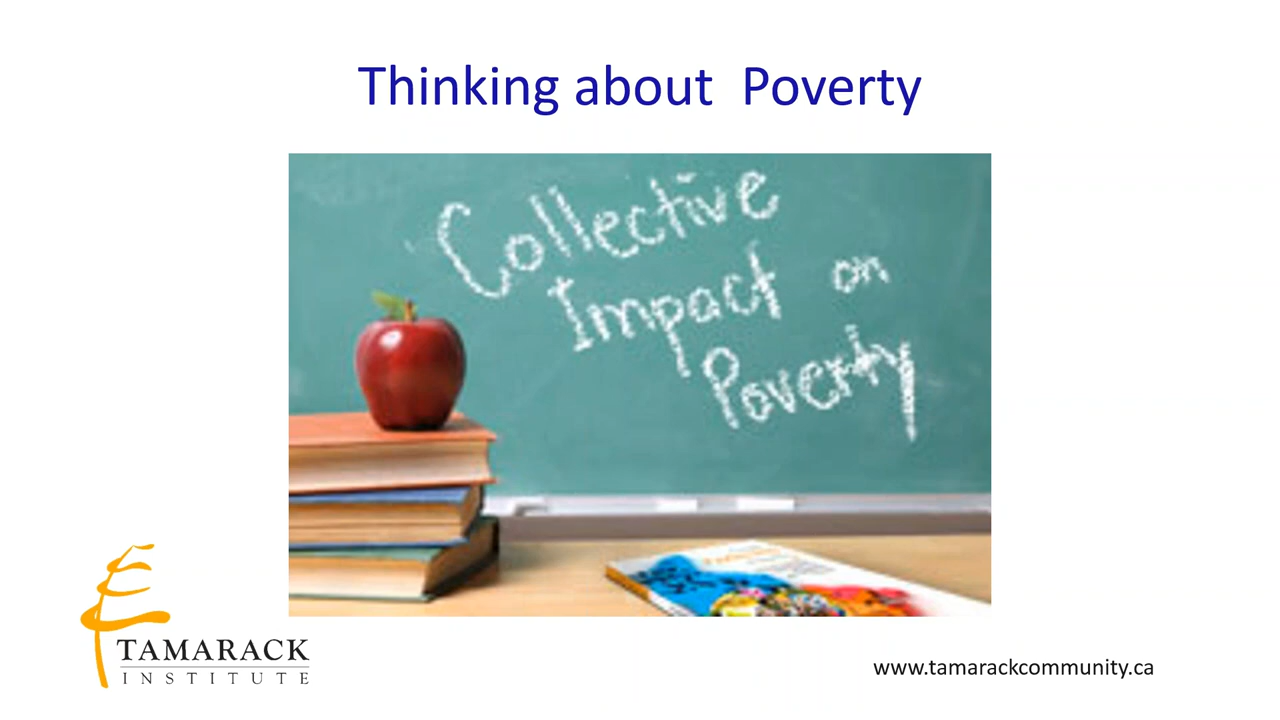 Thinking about  Poverty
Collective
Impact on
Poverty
TAMARACK
INSTITUTE
www.tamarackcommunity.ca